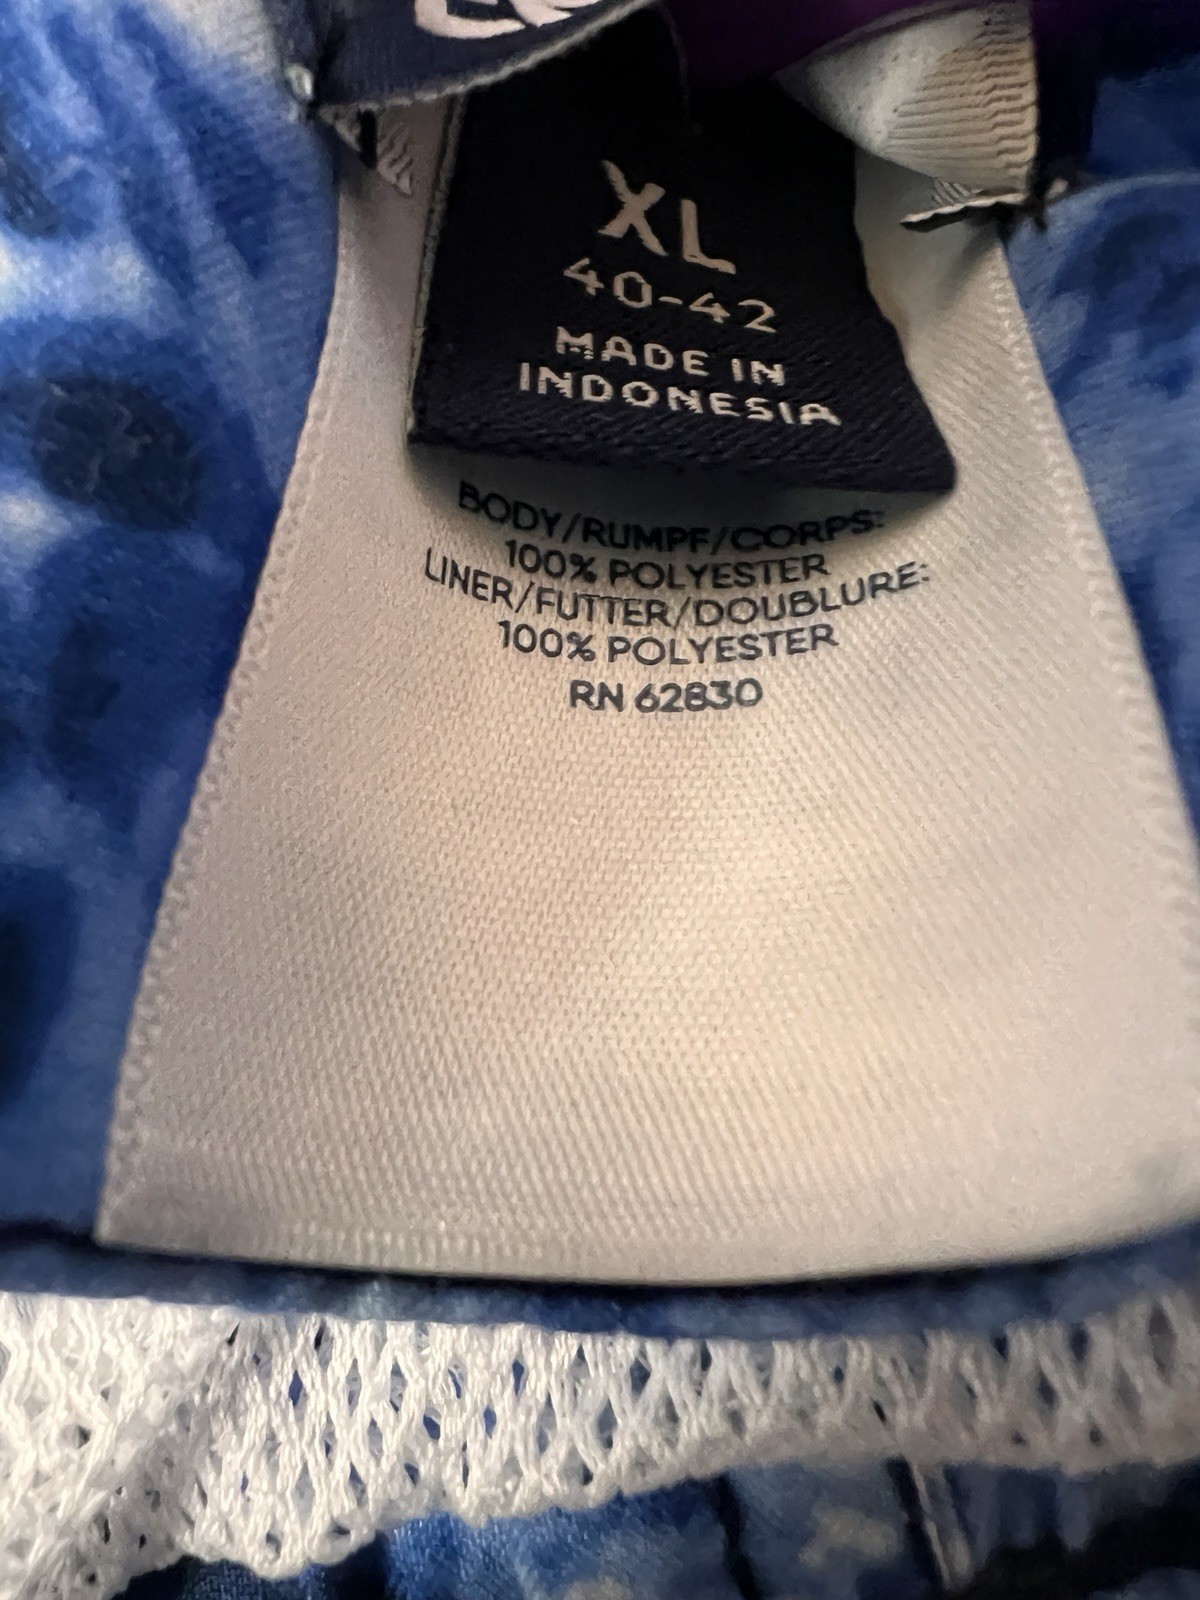 XL
40-42
MADE IN
INDONESIA
BODY/RUMPF/CORPS:
100% POLYESTER
LINER/FUTTER/DOUBLURE:
100% POLYESTER
RN 62830